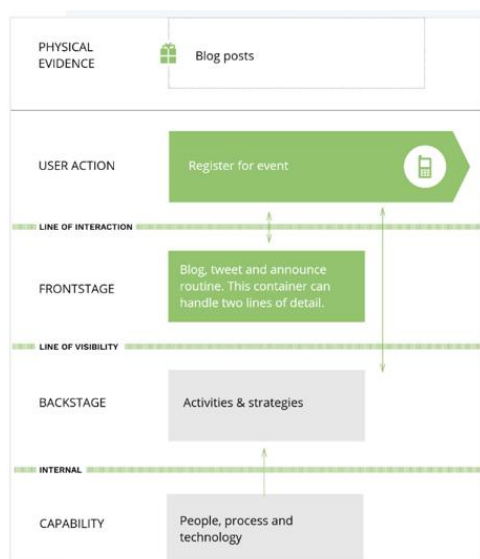 PHYSICAL
EVIDENCE
Blog posts
USER ACTION
Register for event
LINE OF INTERACTION
FRONTSTAGE
Blog, tweet and announce
routine. This container can
handle two lines of detail.
LINE OF VISIBILITY
BACKSTAGE
Activities & strategies
INTERNAL
CAPABILITY
People, process and
technology